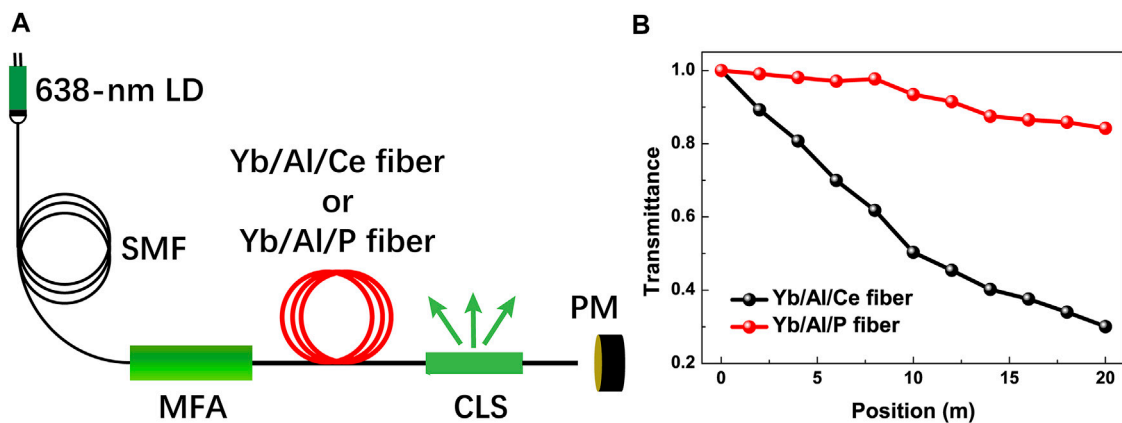 A
638-nm LD
SMF
Yb/Al/Ce fiber
or
Yb/Al/P fiber
MFA
CLS
PM
B
Transmittance
1.0
0.8
0.6
0.4
0.2
Yb/Al/Ce fiber
Yb/Al/P fiber
0
5
10
15
20
Position (m)